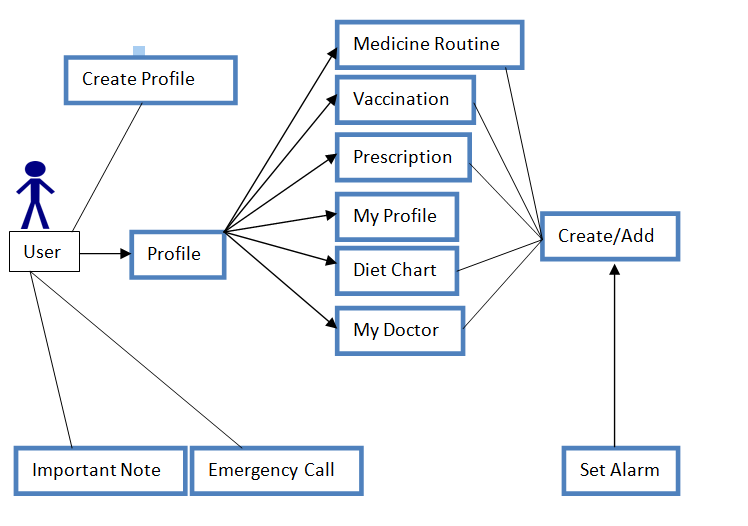 Medicine Routine
Create Profile
Vaccination
Prescription
My Profile
User
Profile
Create/Add
Diet Chart
My Doctor
Important Note
Emergency Call
Set Alarm